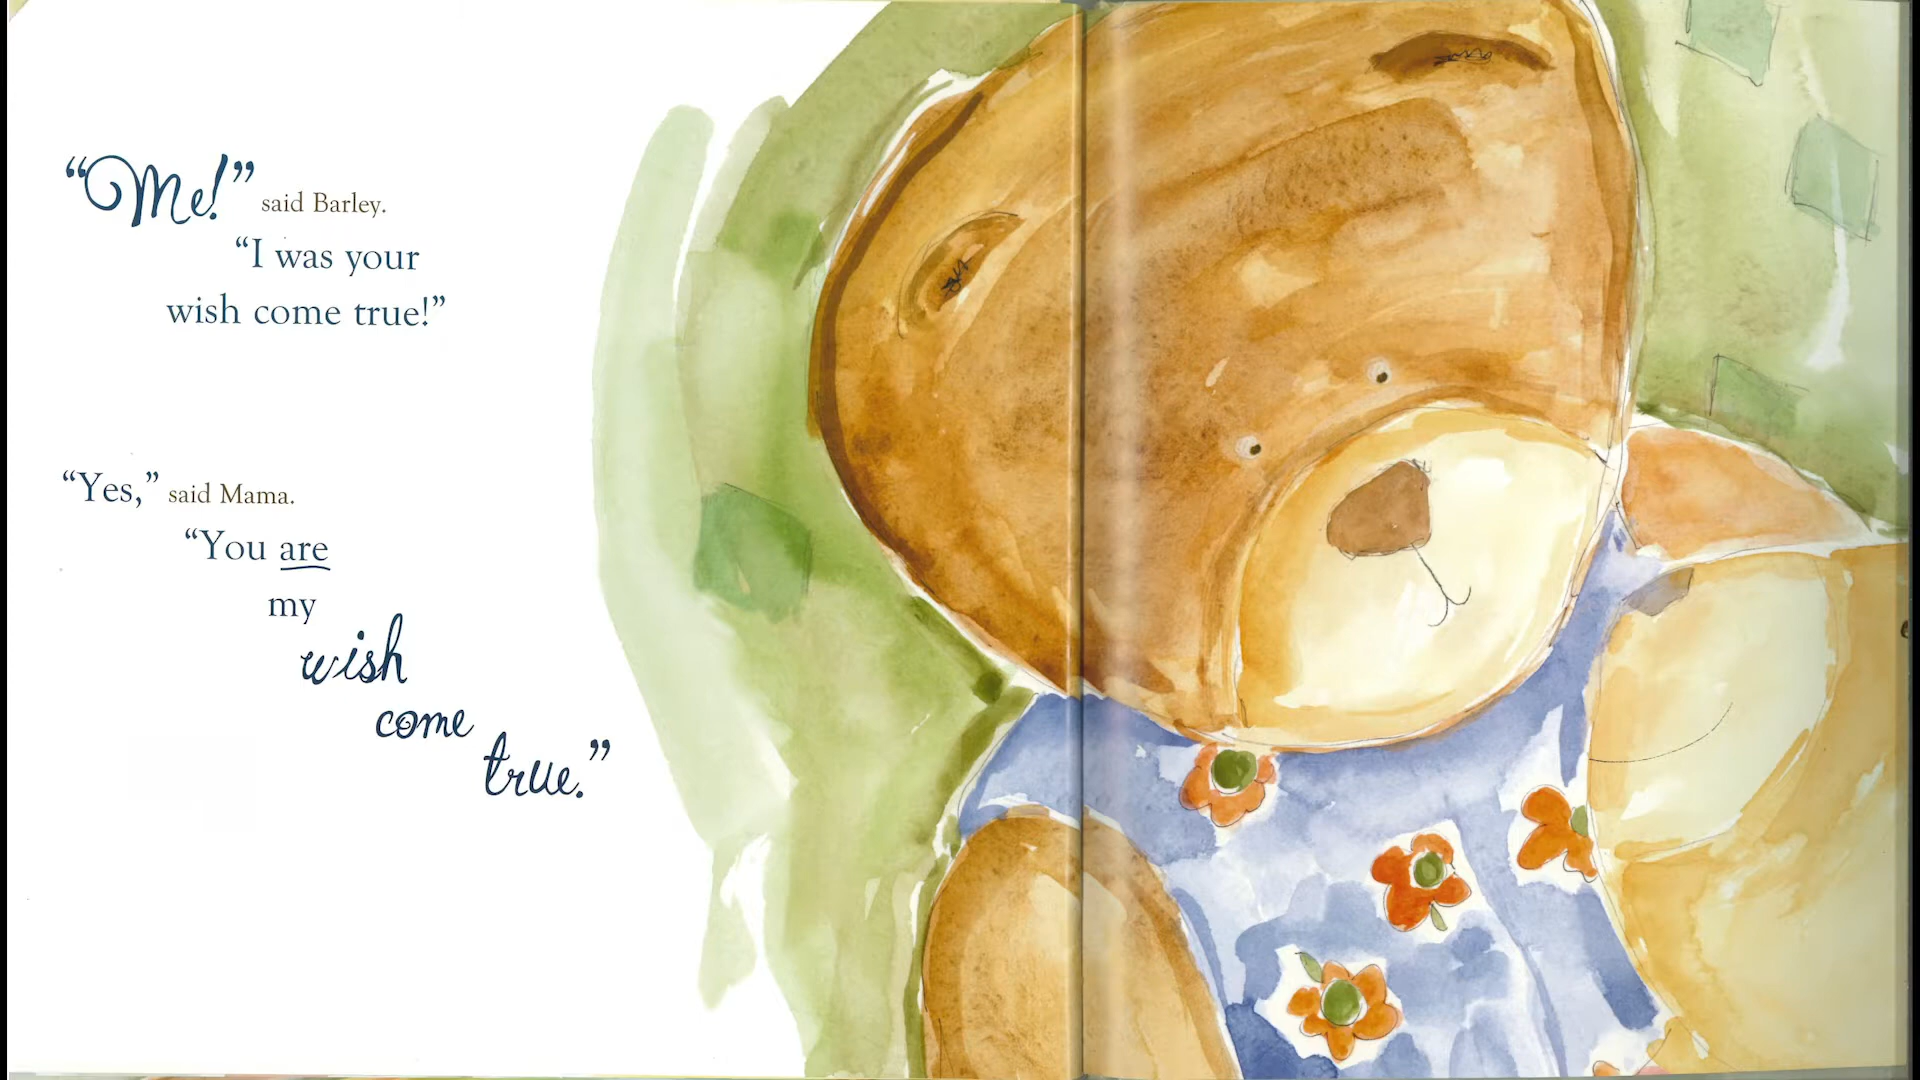 “Me!” said Barley.
“I was your
wish come true!”
“Yes,” said Mama.
“You are
my
wish
come
true.”